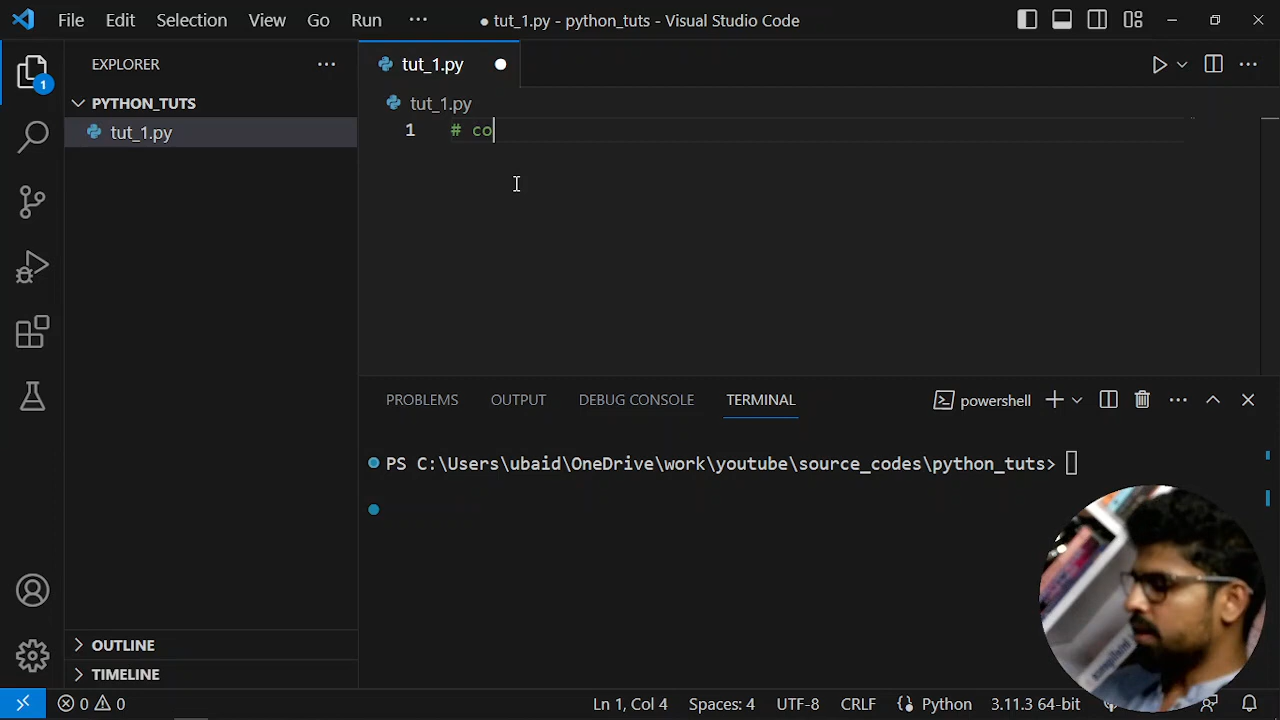 File Edit Selection View Go Run ··· ● tut_1.py - python_tuts - Visual Studio Code
EXPLORER ···
1
PYTHON_TUTS
tut_1.py
OUTLINE
TIMELINE
tut_1.py
tut_1.py
1 # co
PROBLEMS OUTPUT DEBUG CONSOLE TERMINAL powershell
PS C:\Users\ubaid\OneDrive\work\youtube\source_codes\python_tuts>
0 0 Ln 1, Col 4 Spaces: 4 UTF-8 CRLF Python 3.11.3 64-bit